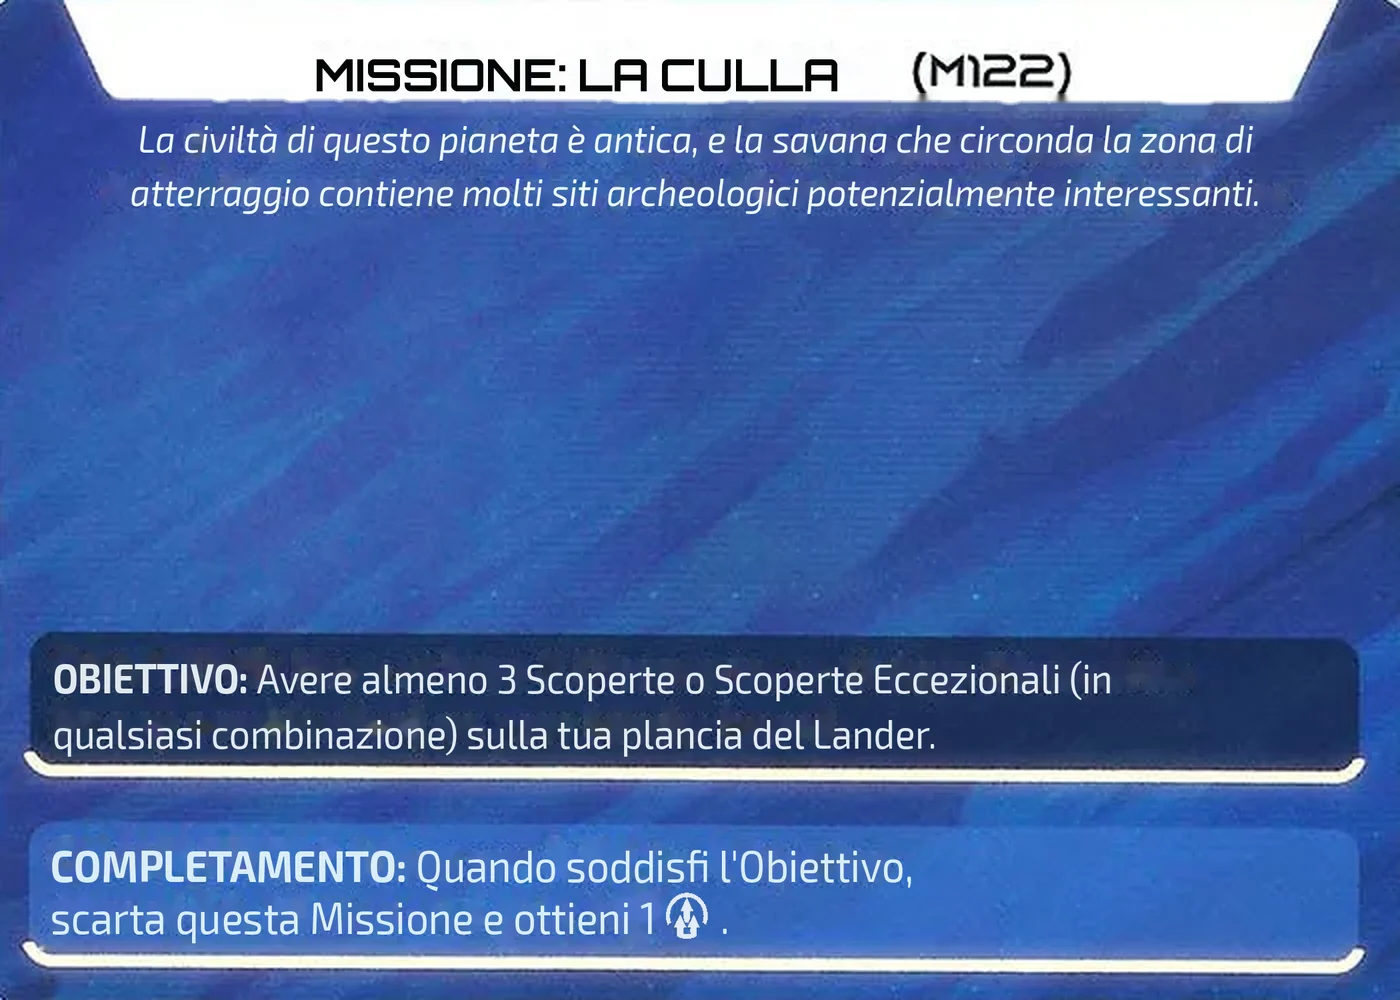 MISSIONE: LA CULLA (M122)
La civiltà di questo pianeta è antica, e la savana che circonda la zona di
atterraggio contiene molti siti archeologici potenzialmente interessanti.
OBIETTIVO: Avere almeno 3 Scoperte o Scoperte Eccezionali (in
qualsiasi combinazione) sulla tua plancia del Lander.
COMPLETAMENTO: Quando soddisfi l'Obiettivo,
scarta questa Missione e ottieni 1 .